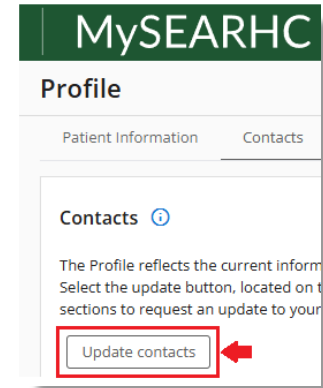 MySEARHC
Profile
Patient Information Contacts
Contacts
The Profile reflects the current inform
Select the update button, located on t
sections to request an update to your
Update contacts